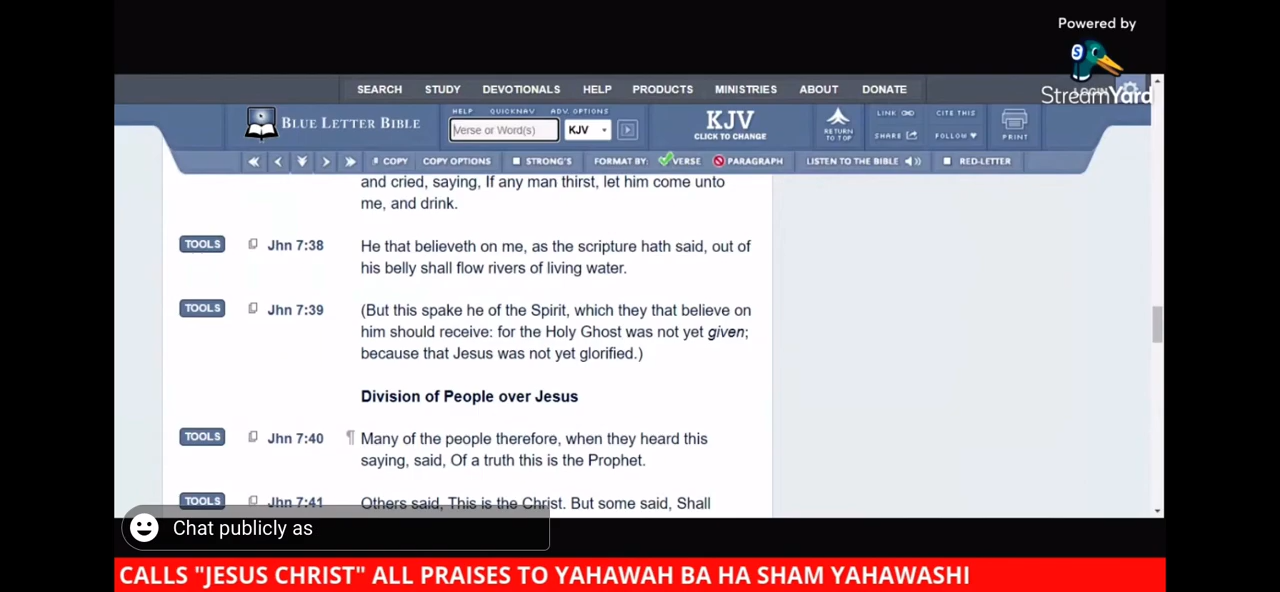 Powered by
StreamYard
SEARCH STUDY DEVOTIONALS HELP PRODUCTS MINISTRIES ABOUT DONATE
HELP QUICKNAV ADV. OPTIONS
BLUE LETTER BIBLE
Verse or Word(s)
KJV
KJV
CLICK TO CHANGE
RETURN
TO TOP
LINK
CITE THIS
SHARE
FOLLOW
PRINT
COPY COPY OPTIONS STRONG'S FORMAT BY: VERSE PARAGRAPH LISTEN TO THE BIBLE RED-LETTER
and cried, saying, If any man thirst, let him come unto
me, and drink.
TOOLS Jhn 7:38 He that believeth on me, as the scripture hath said, out of
his belly shall flow rivers of living water.
TOOLS Jhn 7:39 (But this spake he of the Spirit, which they that believe on
him should receive: for the Holy Ghost was not yet given;
because that Jesus was not yet glorified.)
Division of People over Jesus
TOOLS Jhn 7:40 ¶ Many of the people therefore, when they heard this
saying, said, Of a truth this is the Prophet.
TOOLS Jhn 7:41 Others said, This is the Christ. But some said, Shall
Chat publicly as
CALLS "JESUS CHRIST" ALL PRAISES TO YAHAWAH BA HA SHAM YAHAWASHI